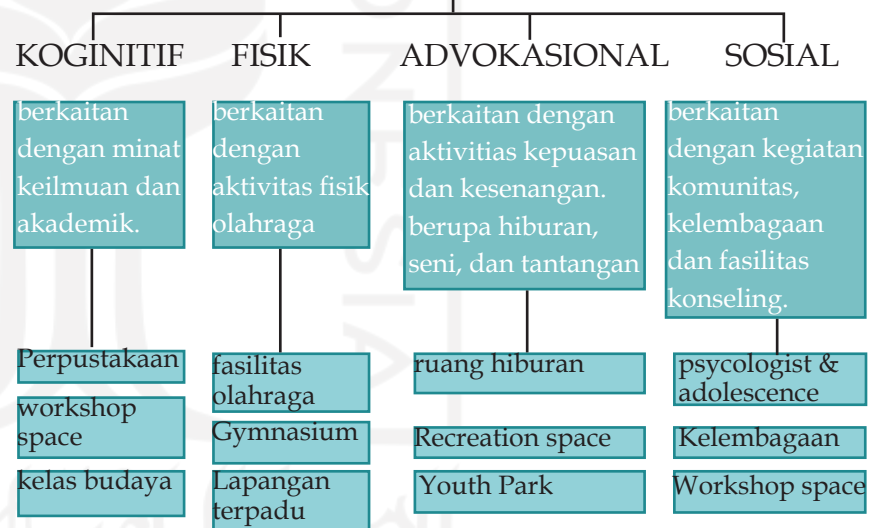 KOGINITIF
berkaitan
dengan minat
keilmuan dan
akademik.
Perpustakaan
workshop
space
kelas budaya
FISIK
berkaitan
dengan
aktivitas fisik
olahraga
fasilitas
olahraga
Gymnasium
Lapangan
terpadu
ADVOKASIONAL
berkaitan dengan
aktivitias kepuasan
dan kesenangan.
berupa hiburan,
seni, dan tantangan
ruang hiburan
Recreation space
Youth Park
SOSIAL
berkaitan
dengan kegiatan
komunitas,
kelembagaan
dan fasilitas
konseling.
psycologist &
adolescence
Kelembagaan
Workshop space